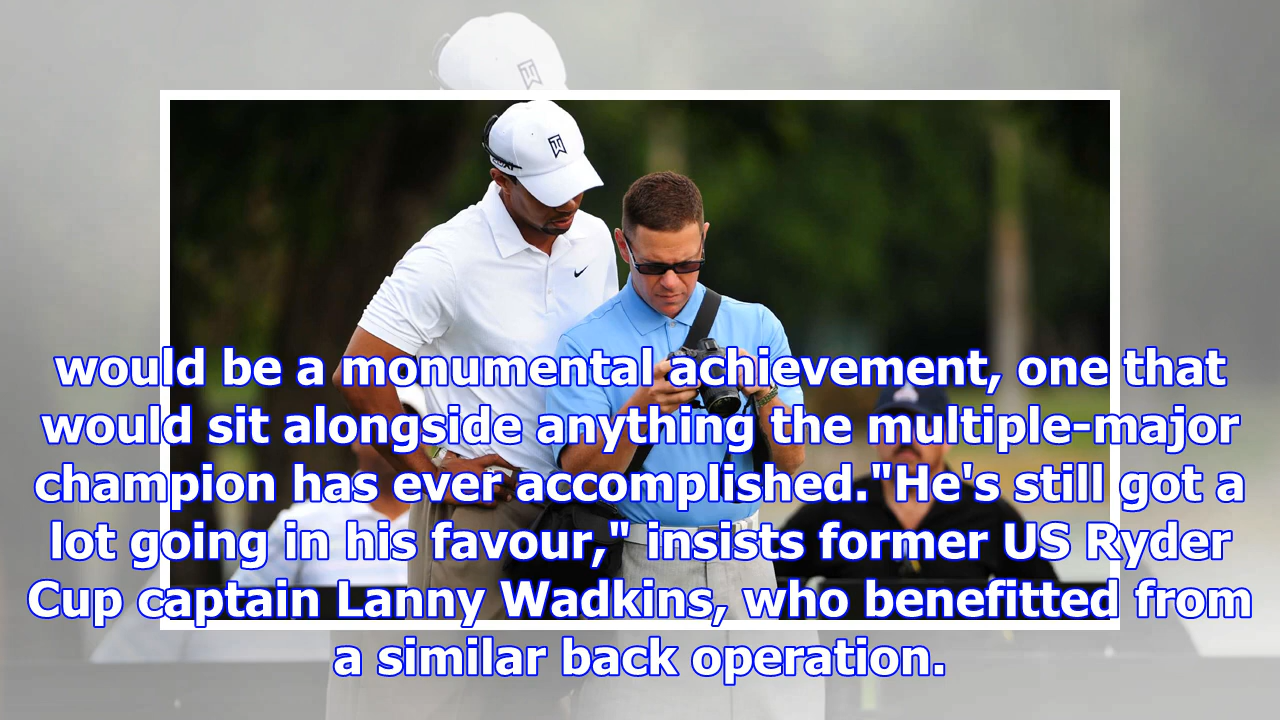 would be a monumental achievement, one that
would sit alongside anything the multiple-major
champion has ever accomplished."He's still got a
lot going in his favour," insists former US Ryder
Cup captain Lanny Wadkins, who benefitted from
a similar back operation.